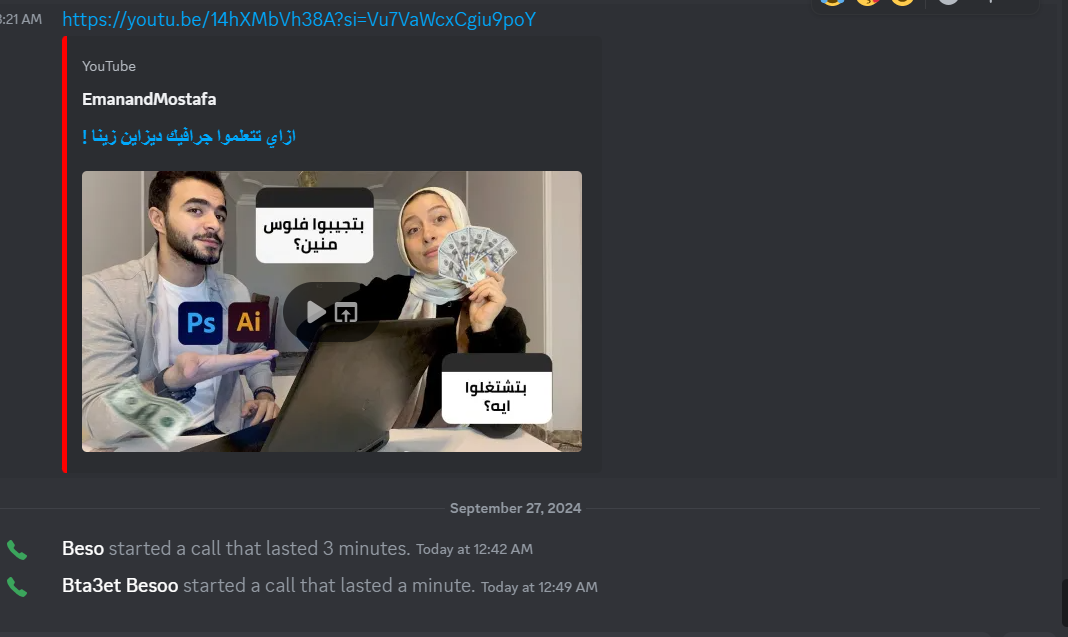 3:21 AM https://youtu.be/14hXMbVh38A?si=Vu7VaWcxCgiu9poY
YouTube
EmanandMostafa
ازاي تتعلموا جرافيك ديزاين زينا !
بتجيبوا فلوس
منين؟
Ps Ai
بتشتغلوا
ايه؟
September 27, 2024
Beso started a call that lasted 3 minutes. Today at 12:42 AM
Bta3et Besoo started a call that lasted a minute. Today at 12:49 AM